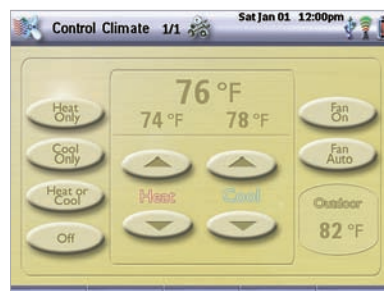 Control Climate 1/1
Sat Jan 01 12:00pm
76 °F
74 °F 78 °F
Heat Only
Cool Only
Heat or Cool
Off
Heat
Cool
Fan On
Fan Auto
Outdoor
82 °F